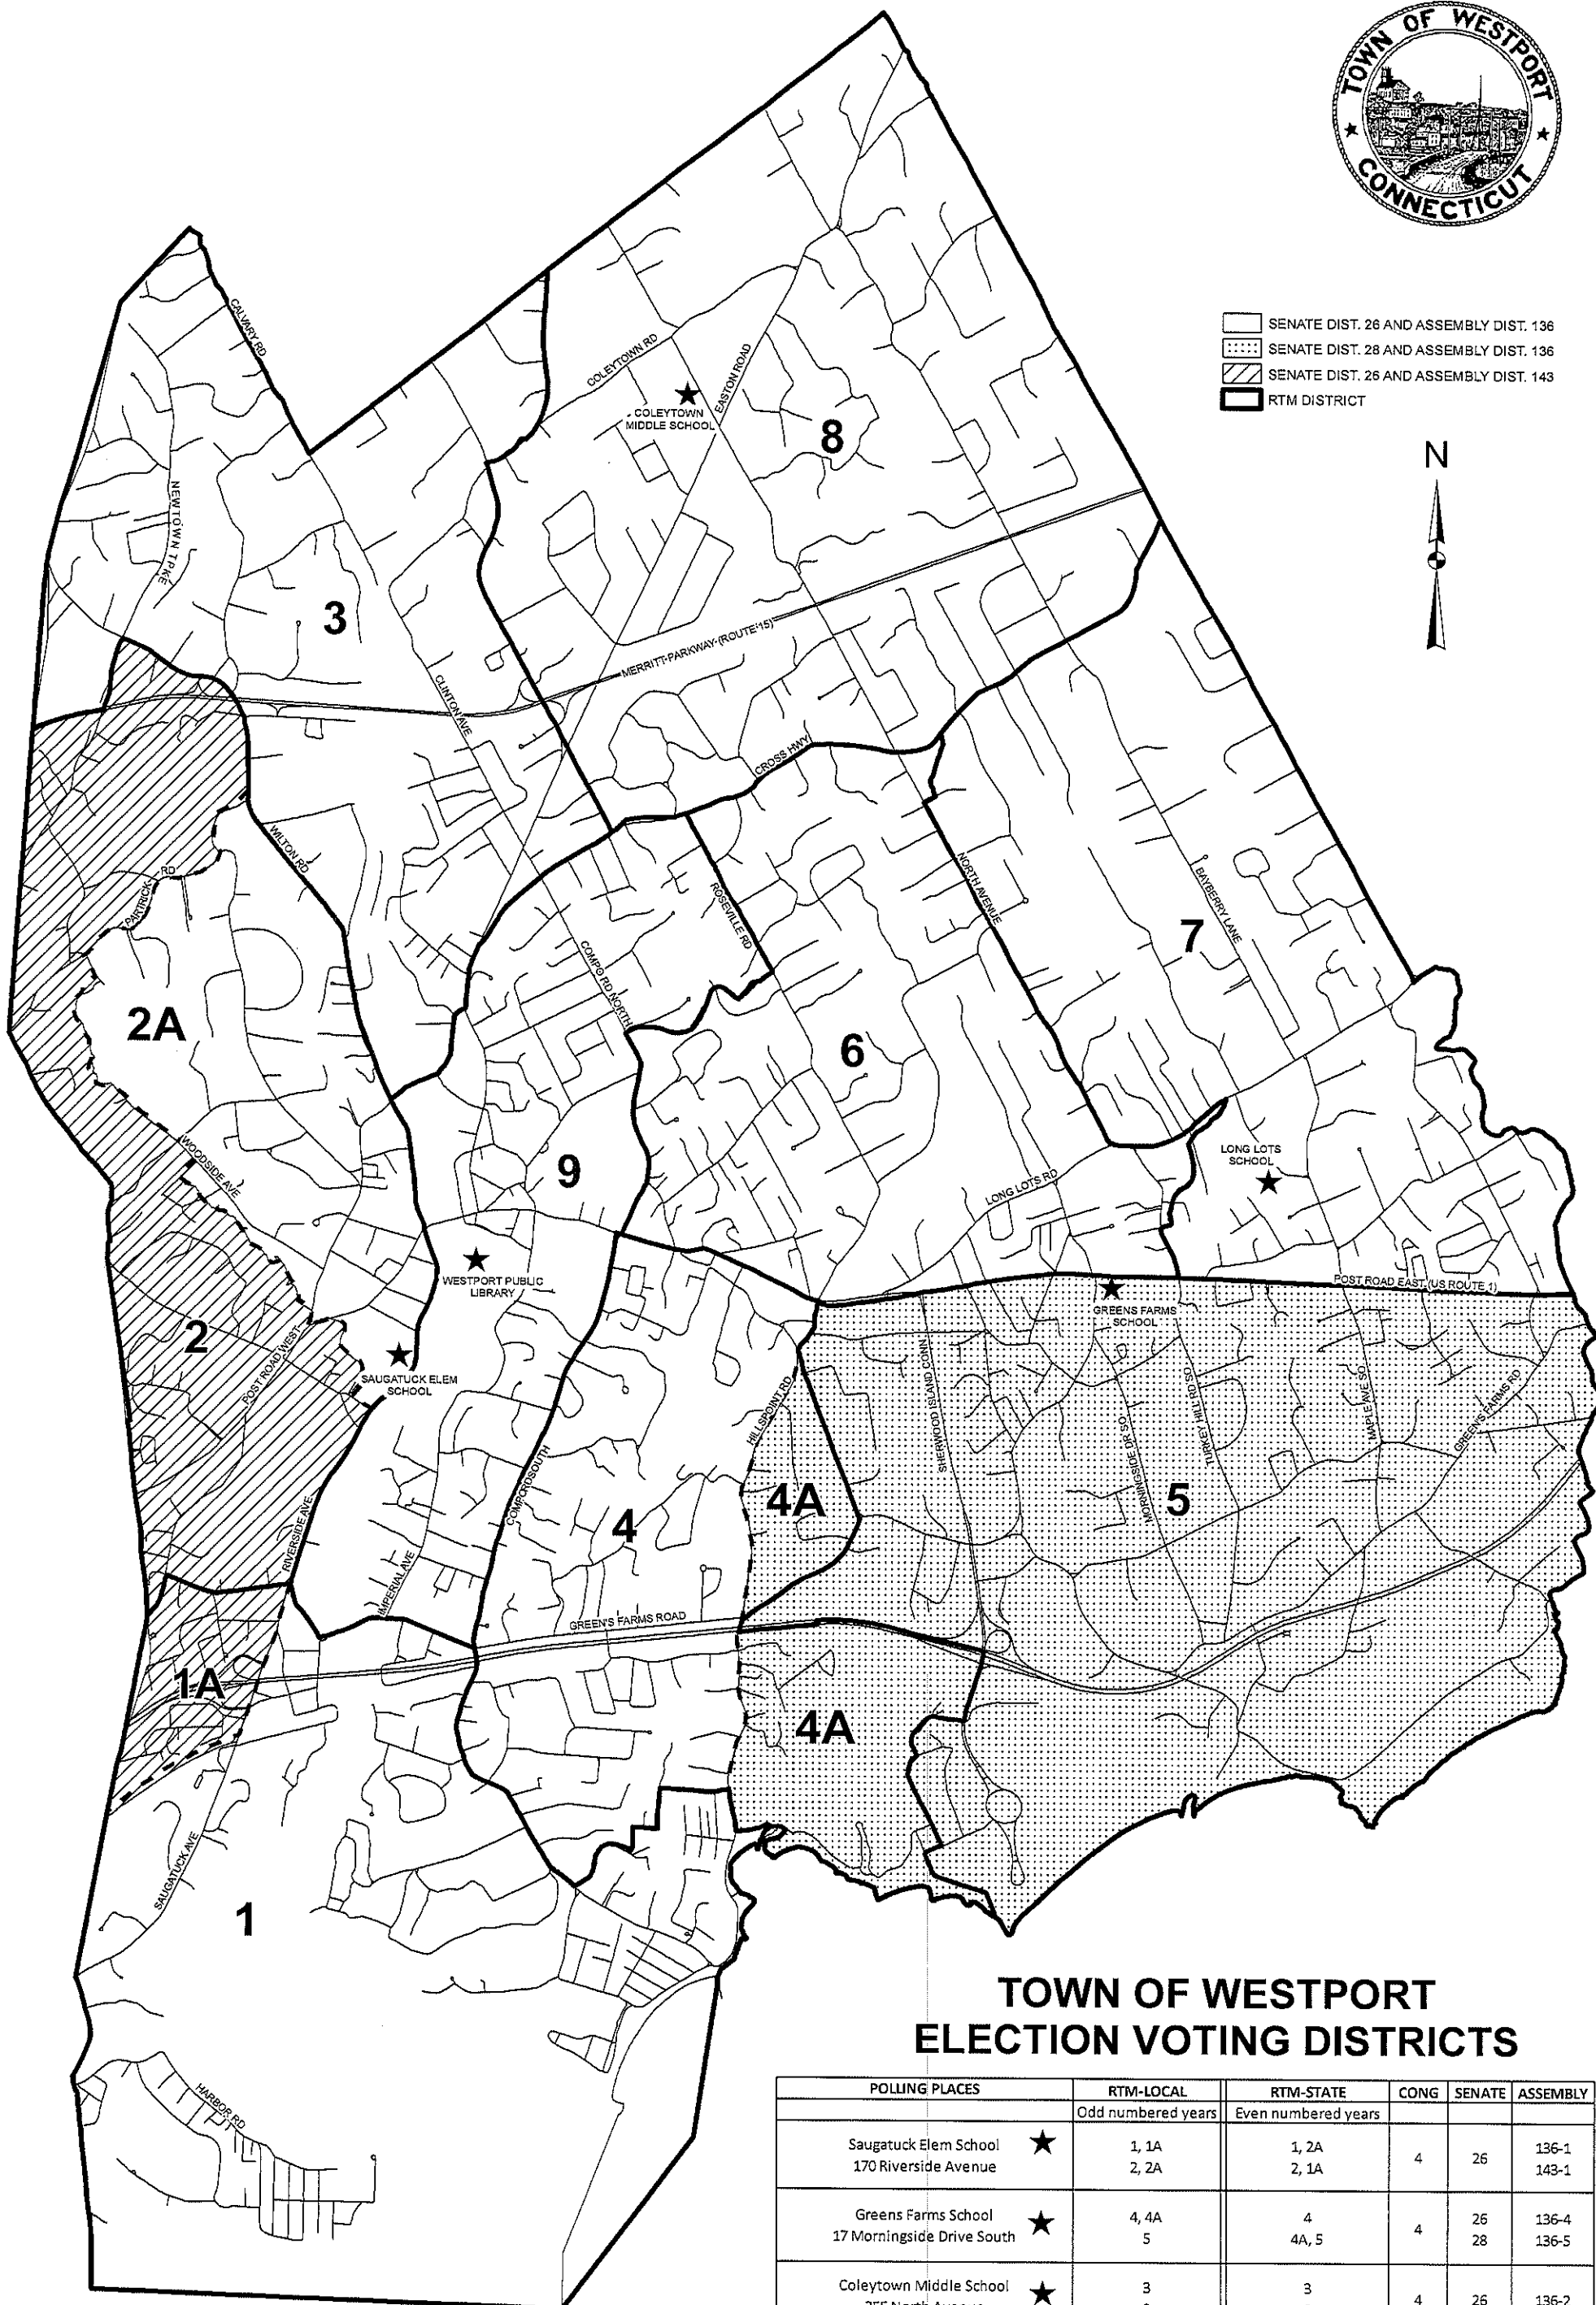 TOWN OF WESTPORT
CONNECTICUT
SENATE DIST. 26 AND ASSEMBLY DIST. 136
SENATE DIST. 28 AND ASSEMBLY DIST. 136
SENATE DIST. 26 AND ASSEMBLY DIST. 143
RTM DISTRICT
N
CALVARY RD
COLEYTOWN RD
EASTON ROAD
COLEYTOWN
MIDDLE SCHOOL
8
NEWTOWN TPKE
3
MERRITT PARKWAY (ROUTE 15)
CLINTON AVE
CROSS HWY
WILTON RD
PARTRICK RD
ROSEVILLE RD
NORTH AVENUE
BAYBERRY LANE
7
COMPO RD NORTH
2A
6
WOODSIDE AVE
9
LONG LOTS
SCHOOL
LONG LOTS RD
WESTPORT PUBLIC
LIBRARY
POST ROAD EAST (US ROUTE 1)
GREENS FARMS
SCHOOL
2
POST ROAD WEST
SAUGATUCK ELEM
SCHOOL
HILLSPOINT RD
SHERWOOD ISLAND CONN
MORNINGSIDE DR SO
TURKEY HILL RD SO
MAPLE AVE SO
GREEN'S FARMS RD
COMPO RD SOUTH
4
4A
5
RIVERSIDE AVE
IMPERIAL AVE
GREEN'S FARMS ROAD
1A
4A
SAUGATUCK AVE
1
HARBOR RD
TOWN OF WESTPORT
ELECTION VOTING DISTRICTS
POLLING PLACES RTM-LOCAL RTM-STATE CONG SENATE ASSEMBLY
Odd numbered years Even numbered years
Saugatuck Elem School 1, 1A 1, 2A 4 26 136-1
170 Riverside Avenue 2, 2A 2, 1A 143-1
Greens Farms School 4, 4A 4 4 26 136-4
17 Morningside Drive South 5 4A, 5 28 136-5
Coleytown Middle School 3 3 4 26 136-2